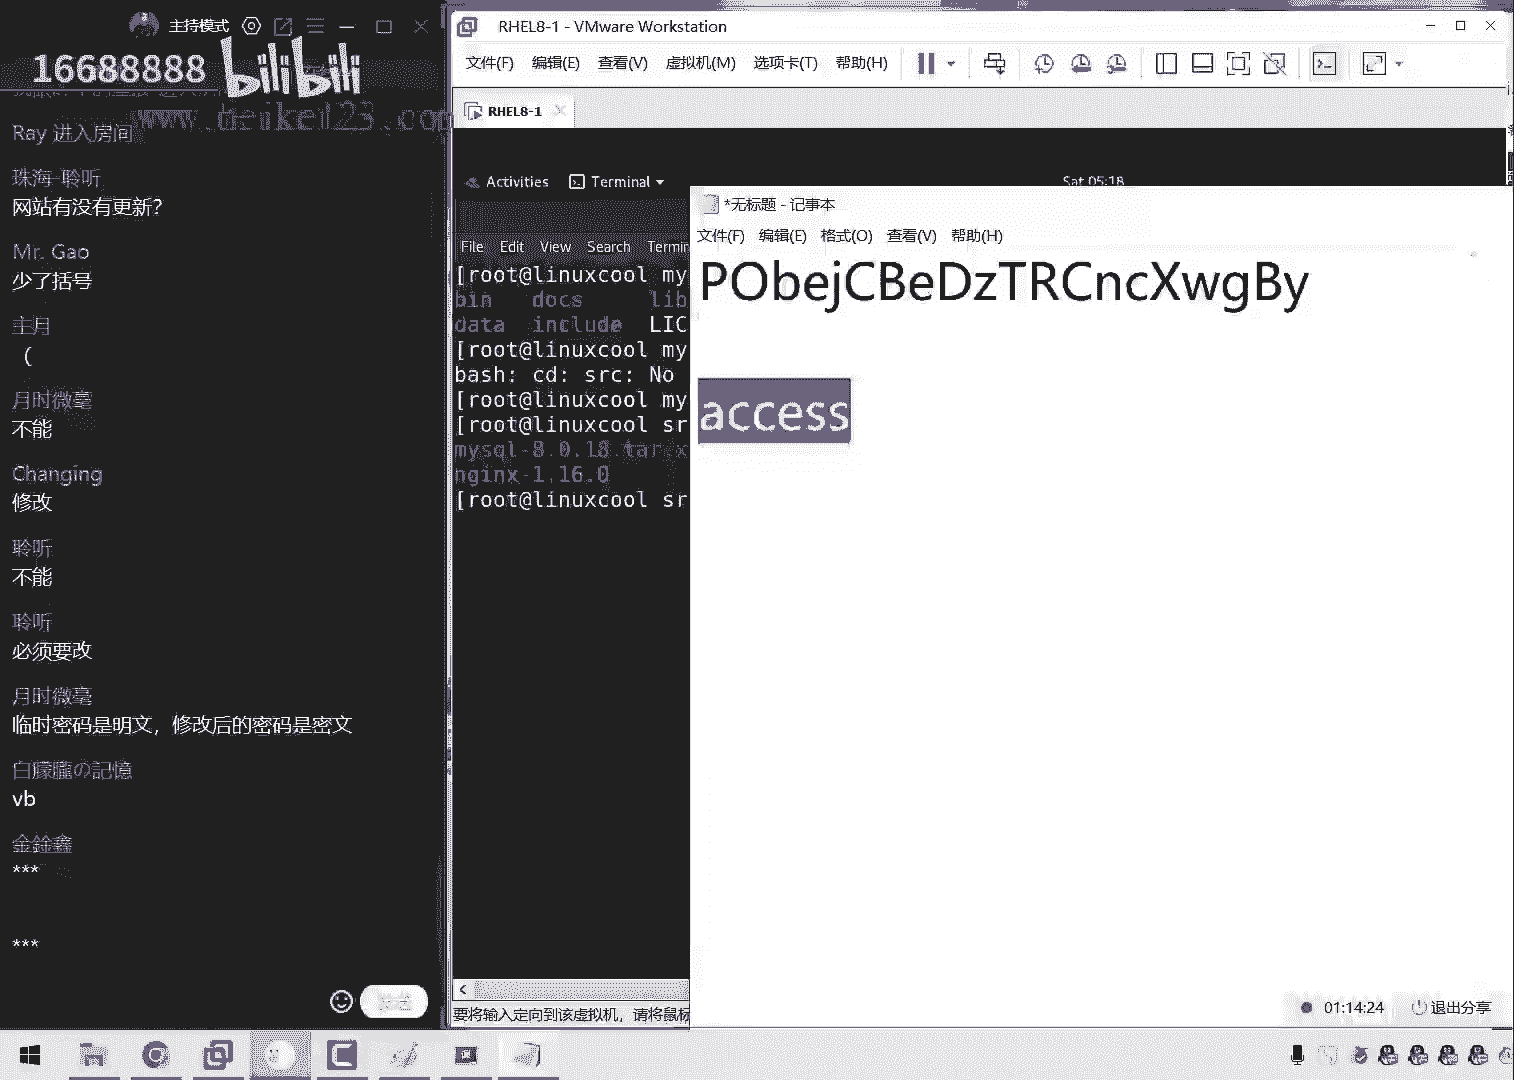 主持模式
16688888 bilibili
Ray 进入房间
珠海-聆听
网站有没有更新?
Mr. Gao
少了括号
主月
（
月时微毫
不能
Changing
修改
聆听
不能
聆听
必须要改
月时微毫
临时密码是明文，修改后的密码是密文
白朦朧の記憶
vb
***
***
RHEL8-1 - VMware Workstation
文件(F) 编辑(E) 查看(V) 虚拟机(M) 选项卡(T) 帮助(H)
RHEL8-1
Activities Terminal Sat 05:18
File Edit View Search Termin
[root@linuxcool my
bin docs lib
data include LIC
[root@linuxcool my
bash: cd: src: No
[root@linuxcool my
[root@linuxcool sr
mysql-8.0.18.tar.x
nginx-1.16.0
[root@linuxcool sr
要将输入定向到该虚拟机，请将鼠标
*无标题 - 记事本
文件(F) 编辑(E) 格式(O) 查看(V) 帮助(H)
PObejCBeDzTRCncXwgBy
access
01:14:24 退出分享